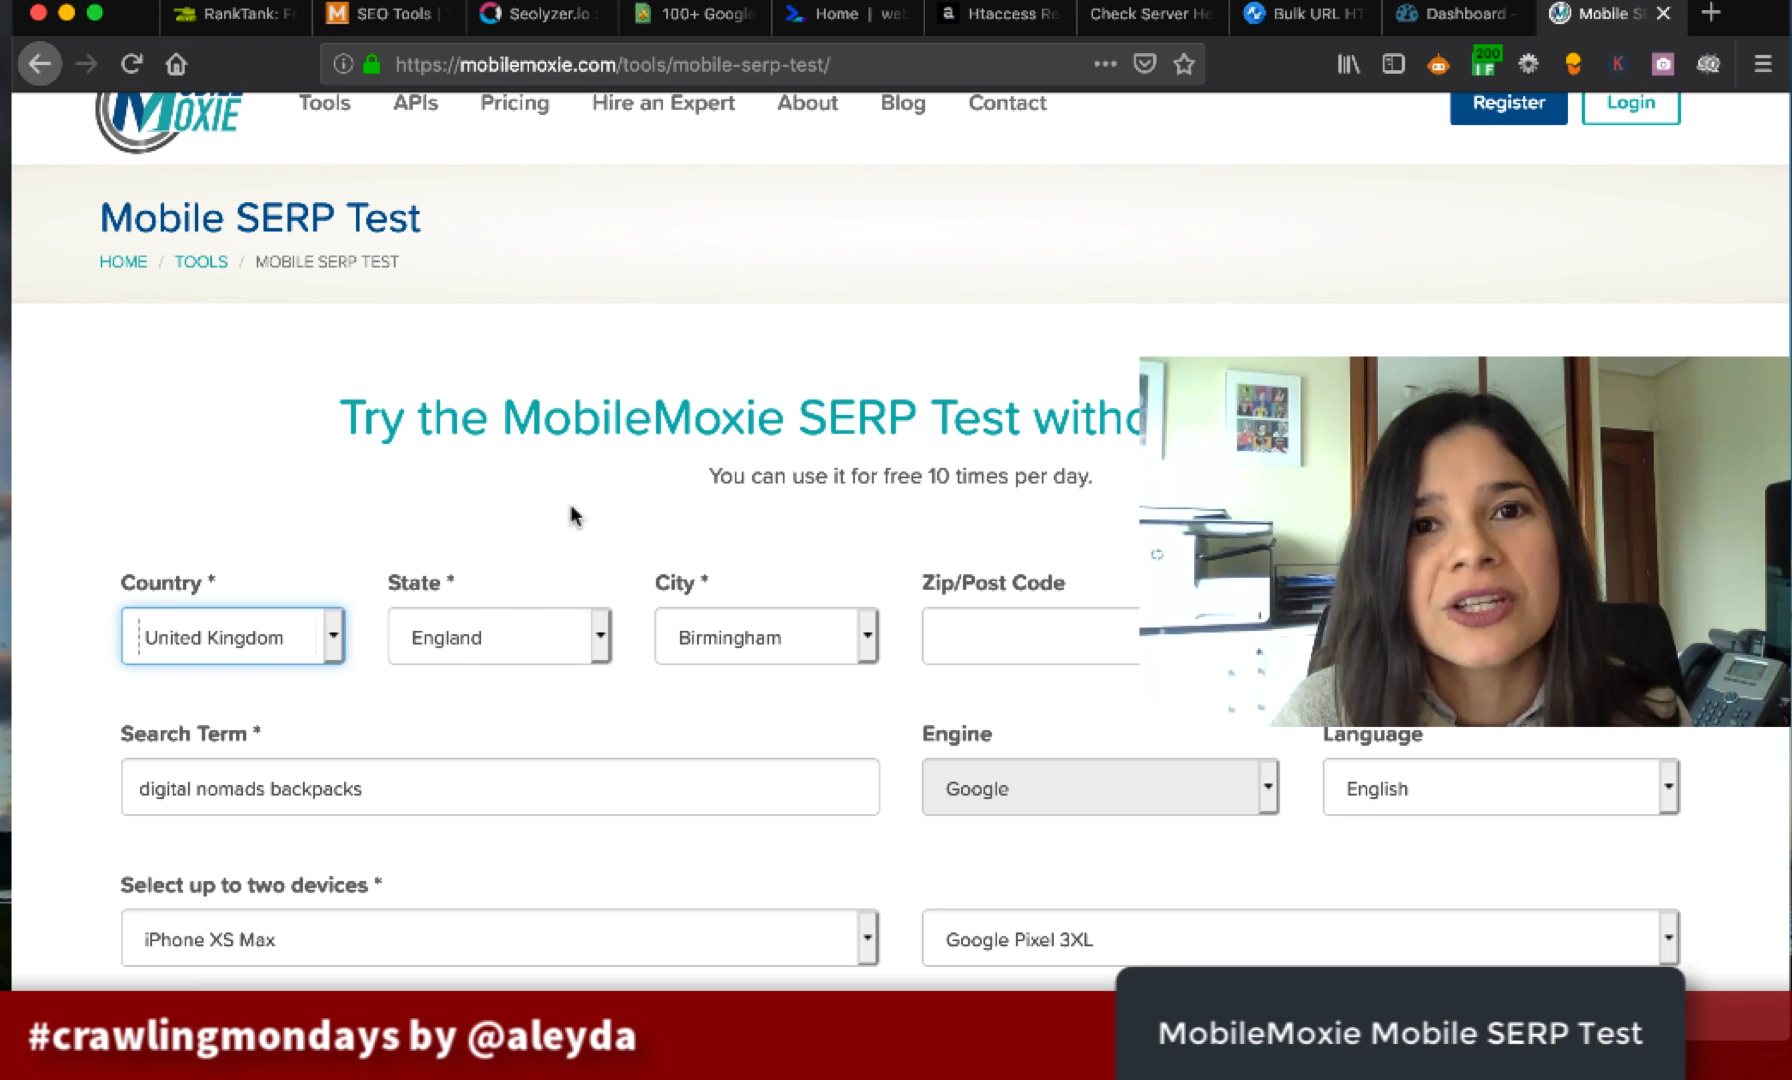 RankTank: F
SEO Tools |
Seolyzer.io
100+ Google
Home | web
Htaccess Re
Check Server He
Bulk URL HT
Dashboard -
Mobile S
https://mobilemoxie.com/tools/mobile-serp-test/
200
IF
K
MOXIE
Tools
APIs
Pricing
Hire an Expert
About
Blog
Contact
Register
Login
Mobile SERP Test
HOME / TOOLS / MOBILE SERP TEST
Try the MobileMoxie SERP Test witho
You can use it for free 10 times per day.
Country *
State *
City *
Zip/Post Code
United Kingdom
England
Birmingham
Search Term *
Engine
Language
digital nomads backpacks
Google
English
Select up to two devices *
iPhone XS Max
Google Pixel 3XL
#crawlingmondays by @aleyda
MobileMoxie Mobile SERP Test